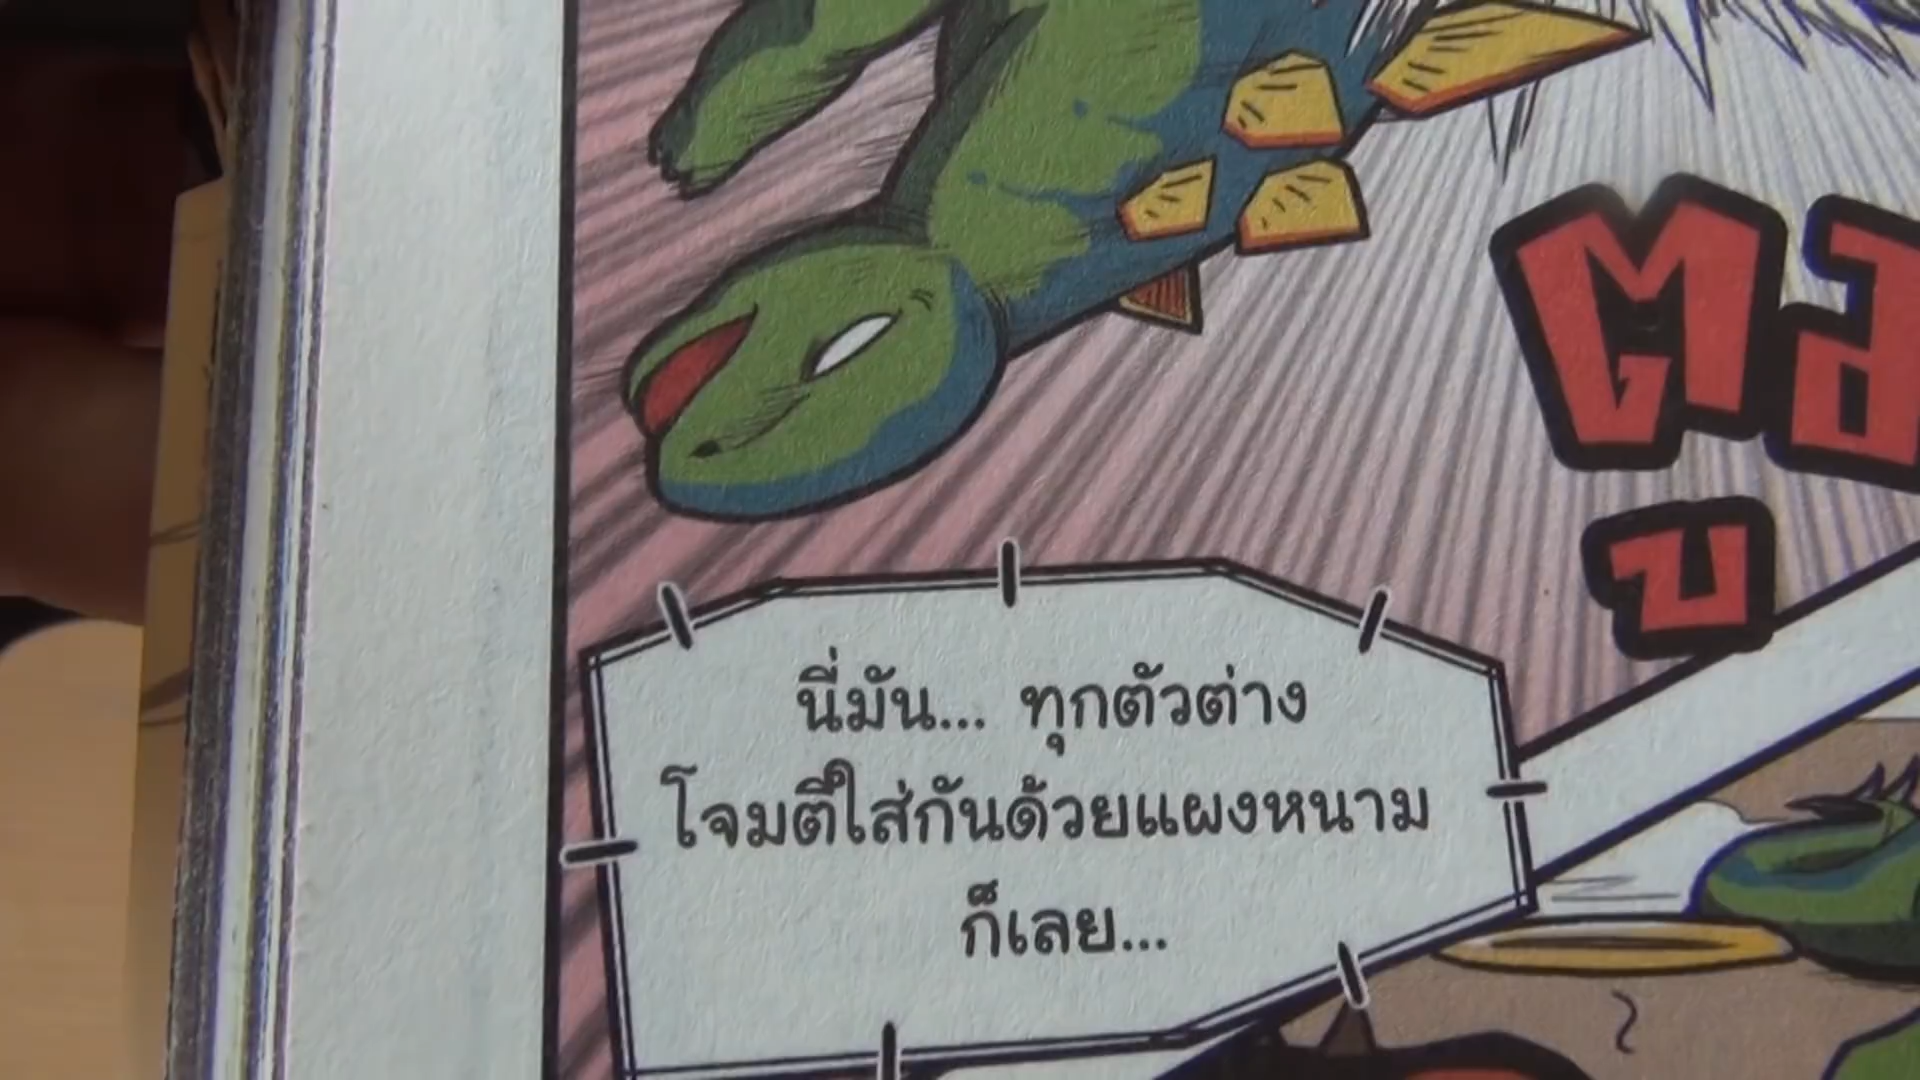 นี่มัน... ทุกตัวต่าง
โจมตีใส่กันด้วยแผงหนาม
ก็เลย...